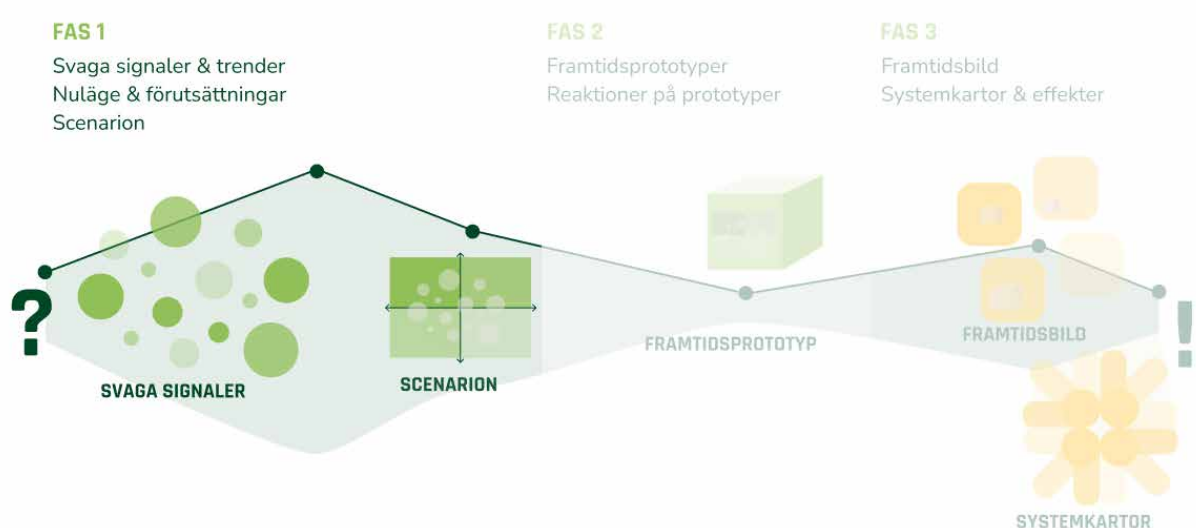 FAS 1
Svaga signaler & trender
Nuläge & förutsättningar
Scenarion
FAS 2
Framtidsprototyper
Reaktioner på prototyper
FAS 3
Framtidsbild
Systemkartor & effekter
?
SVAGA SIGNALER
SCENARION
FRAMTIDSPROTOTYP
FRAMTIDSBILD
!
SYSTEMKARTOR